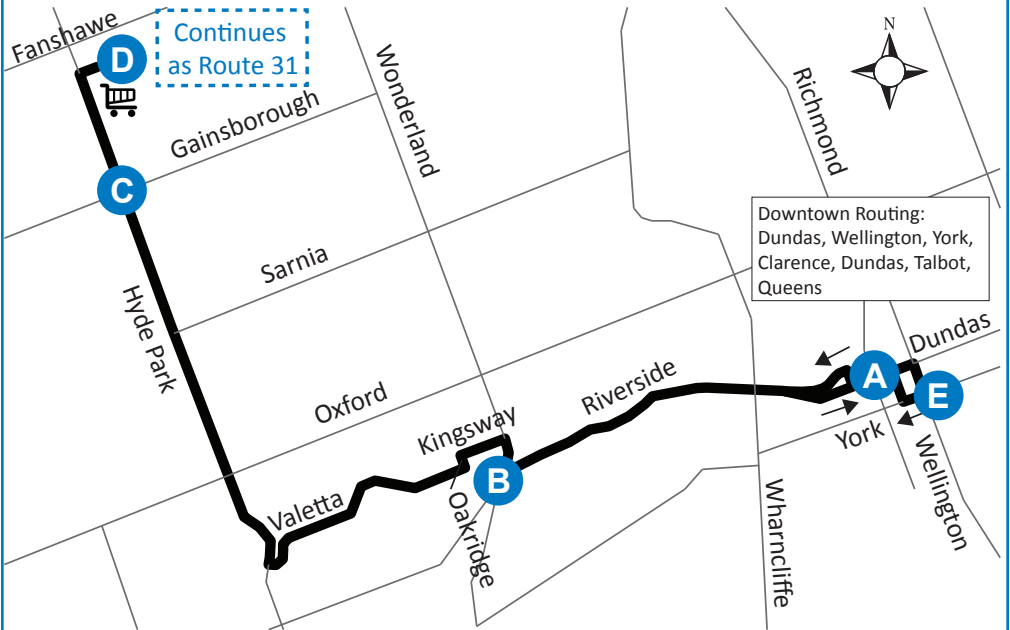 Fanshawe
D
Continues
as Route 31
Gainsborough
Wonderland
Richmond
N
C
Sarnia
Hyde Park
Downtown Routing:
Dundas, Wellington, York,
Clarence, Dundas, Talbot,
Queens
Dundas
Oxford
Riverside
A
E
Kingsway
York
B
Valetta
Oakridge
Wharncliffe
Wellington